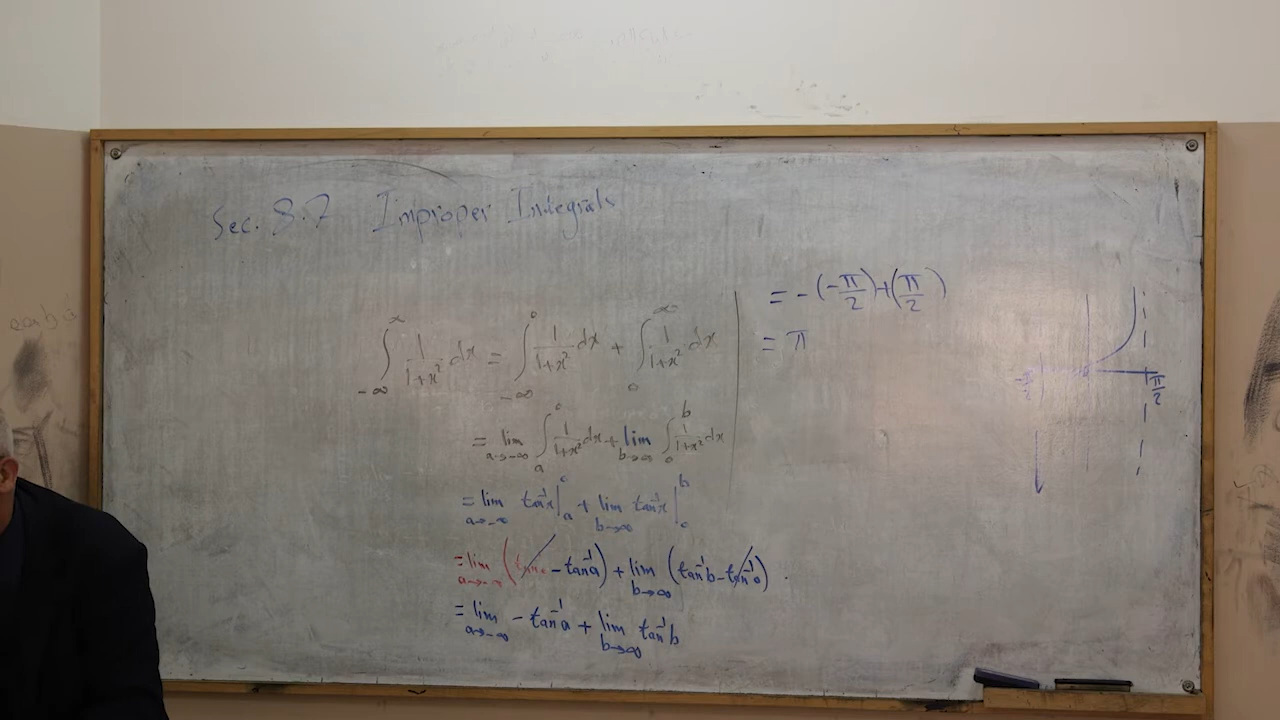 Sec. 8.7 Improper Integrals
∫_{-∞}^{∞} 1/(1+x²) dx = ∫_{-∞}^{0} 1/(1+x²) dx + ∫_{0}^{∞} 1/(1+x²) dx
= lim_{a→-∞} ∫_{a}^{0} 1/(1+x²) dx + lim_{b→∞} ∫_{0}^{b} 1/(1+x²) dx
= lim_{a→-∞} tan⁻¹x |_{a}^{0} + lim_{b→∞} tan⁻¹x |_{0}^{b}
= lim_{a→-∞} (tan⁻¹0 - tan⁻¹a) + lim_{b→∞} (tan⁻¹b - tan⁻¹0)
= lim_{a→-∞} - tan⁻¹a + lim_{b→∞} tan⁻¹b
= -(-π/2) + (π/2)
= π
-π/2
π/2